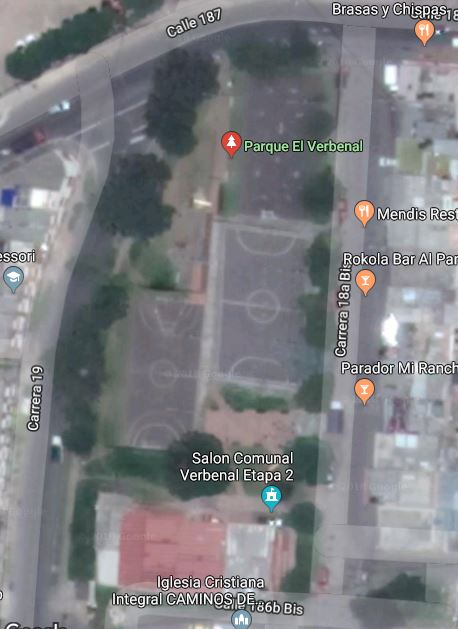 Brasas y Chispas
Calle 187
Calle 18
Parque El Verbenal
Mendis Rest
essori
Rokola Bar Al Par
Carrera 18a Bis
Parador Mi Ranch
Carrera 19
Salon Comunal
Verbenal Etapa 2
Iglesia Cristiana
Integral CAMINOS DE...
Calle 186b Bis
Google